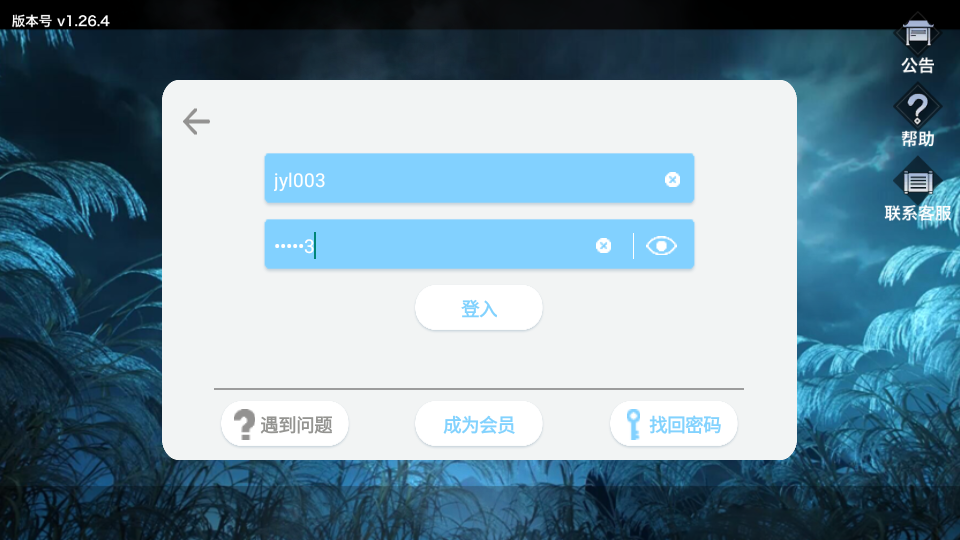 版本号 v1.26.4
公告
帮助
联系客服
jyl003
•••••3
登入
遇到问题
成为会员
找回密码